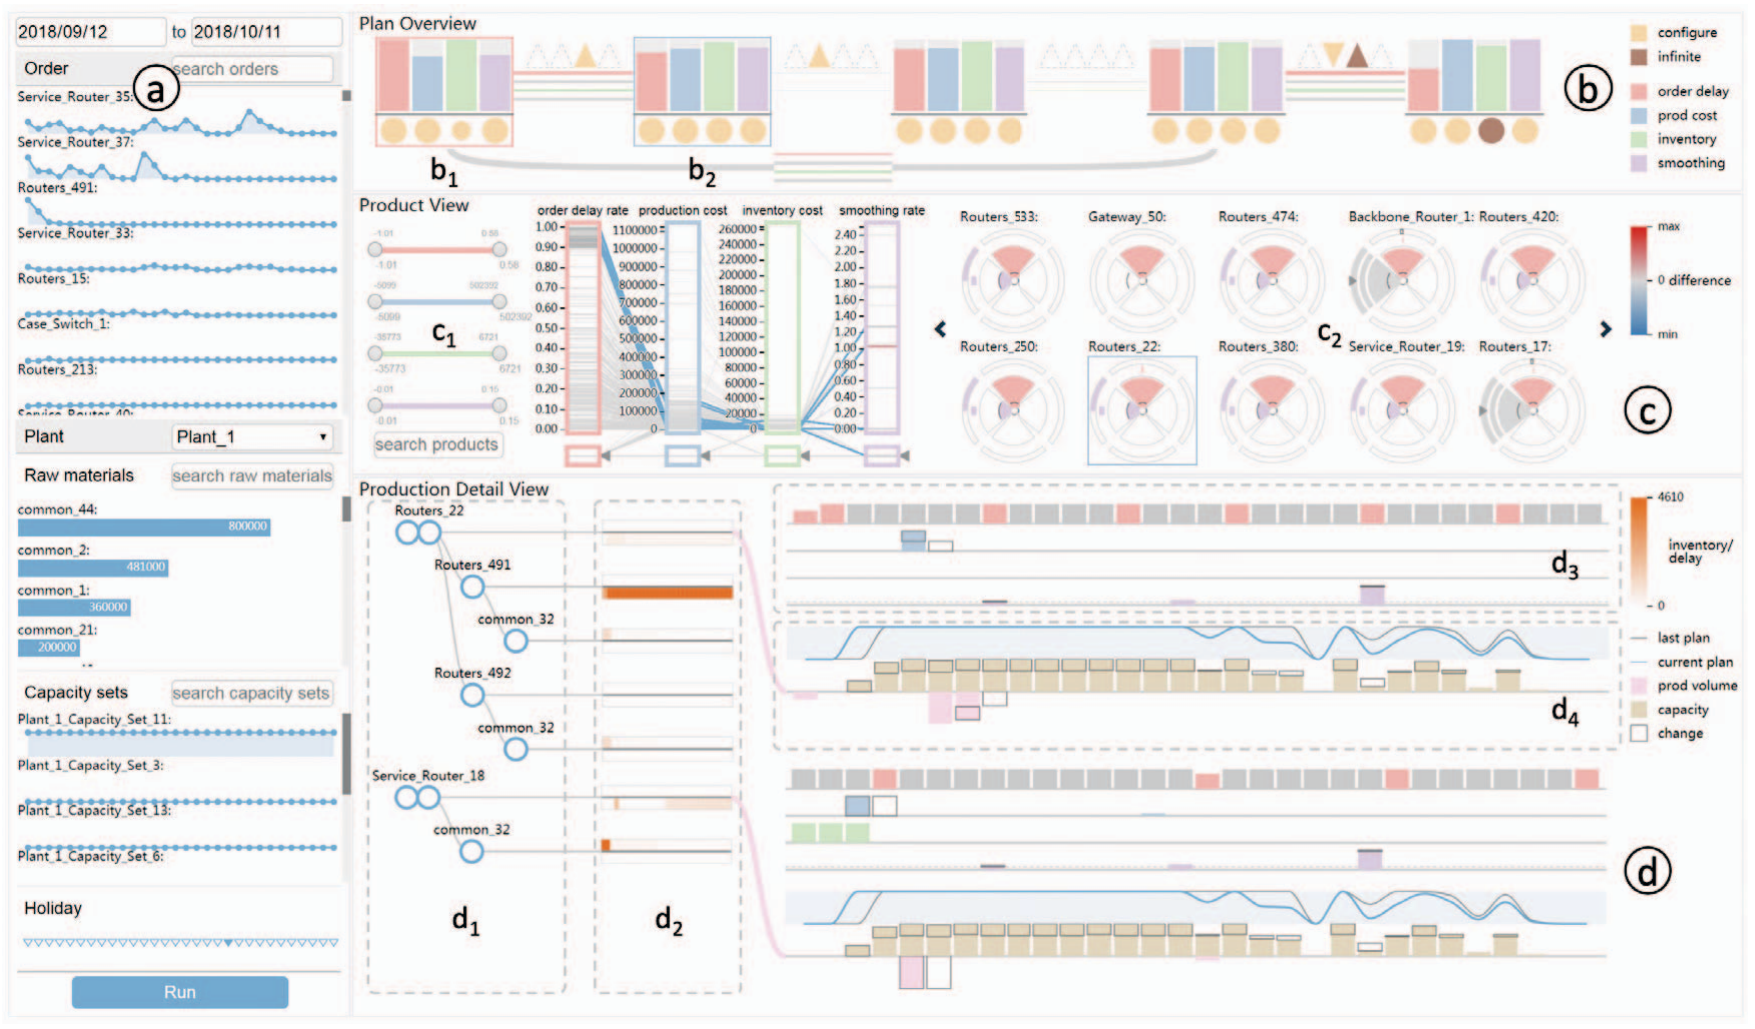 2018/09/12 to 2018/10/11
Order search orders
a
Service_Router_35:
Service_Router_37:
Routers_491:
Service_Router_33:
Routers_15:
Case_Switch_1:
Routers_213:
Service_Router_40:
Plant Plant_1
Raw materials search raw materials
common_44:
800000
common_2:
481000
common_1:
360000
common_21:
200000
Capacity sets search capacity sets
Plant_1_Capacity_Set_11:
Plant_1_Capacity_Set_3:
Plant_1_Capacity_Set_13:
Plant_1_Capacity_Set_6:
Holiday
Run
Plan Overview
b1
b2
b
configure
infinite
order delay
prod cost
inventory
smoothing
Product View
-1.01 0.58
-1.01 0.58
-5099 502392
-5099 502392
c1
-35773 6721
-35773 6721
-0.01 0.15
-0.01 0.15
search products
order delay rate production cost inventory cost smoothing rate
1.00
0.90
0.80
0.70
0.60
0.50
0.40
0.30
0.20
0.10
0.00
1100000
1000000
900000
800000
700000
600000
500000
400000
300000
200000
100000
0
260000
240000
220000
200000
180000
160000
140000
120000
100000
80000
60000
40000
20000
0
2.40
2.20
2.00
1.80
1.60
1.40
1.20
1.00
0.80
0.60
0.40
0.20
0.00
Routers_533: Gateway_50: Routers_474: Backbone_Router_1: Routers_420:
Routers_250: Routers_22: Routers_380: Service_Router_19: Routers_17:
c2
max
0 difference
min
c
Production Detail View
Routers_22
Routers_491
common_32
Routers_492
common_32
Service_Router_18
common_32
d1
d2
d3
d4
d
4610
inventory/
delay
0
last plan
current plan
prod volume
capacity
change